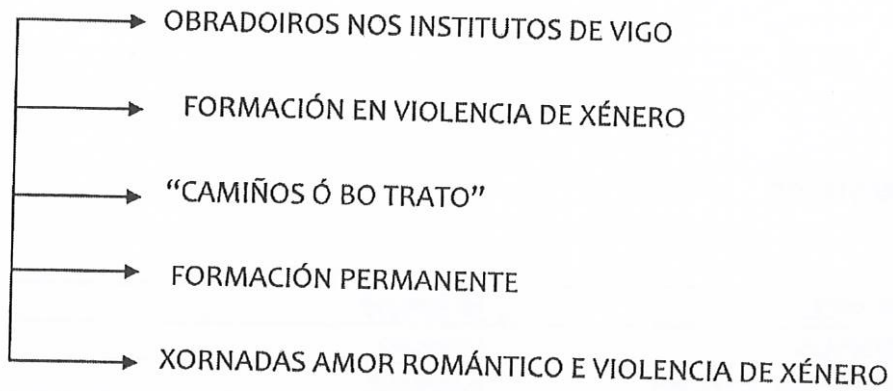 OBRADOIROS NOS INSTITUTOS DE VIGO
FORMACIÓN EN VIOLENCIA DE XÉNERO
“CAMIÑOS Ó BO TRATO”
FORMACIÓN PERMANENTE
XORNADAS AMOR ROMÁNTICO E VIOLENCIA DE XÉNERO